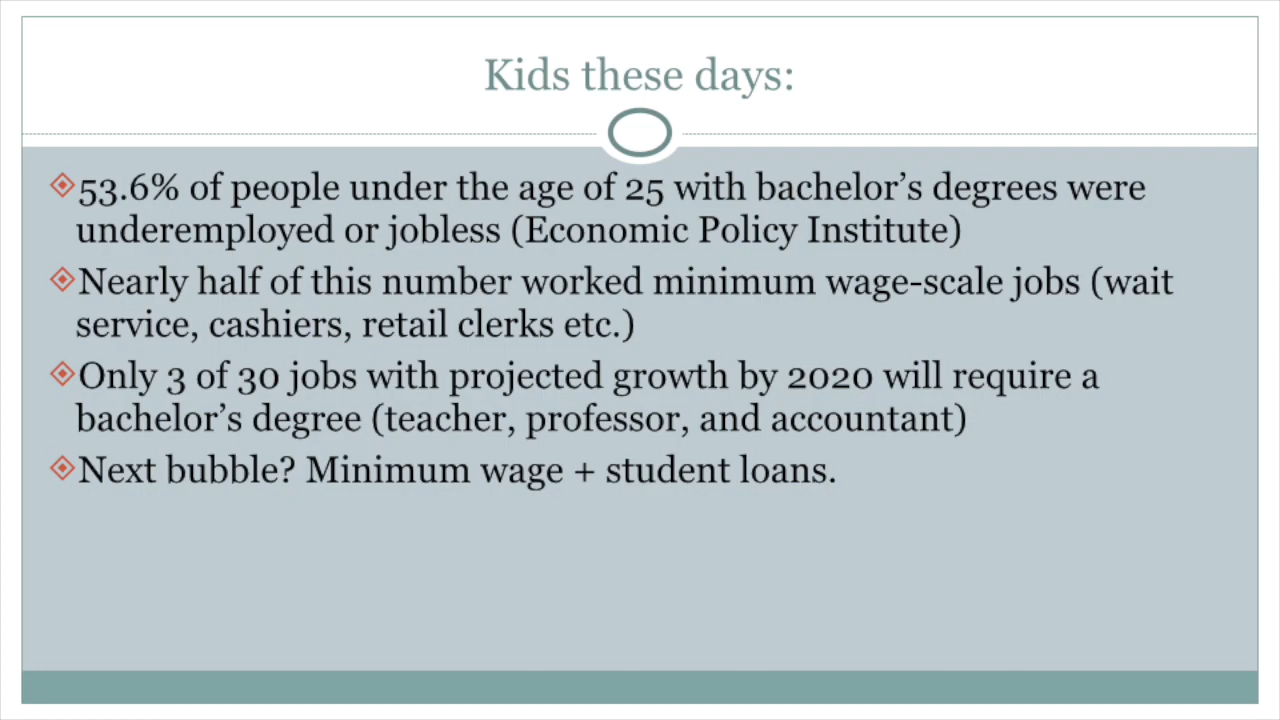 Kids these days:
53.6% of people under the age of 25 with bachelor’s degrees were
underemployed or jobless (Economic Policy Institute)
Nearly half of this number worked minimum wage-scale jobs (wait
service, cashiers, retail clerks etc.)
Only 3 of 30 jobs with projected growth by 2020 will require a
bachelor’s degree (teacher, professor, and accountant)
Next bubble? Minimum wage + student loans.